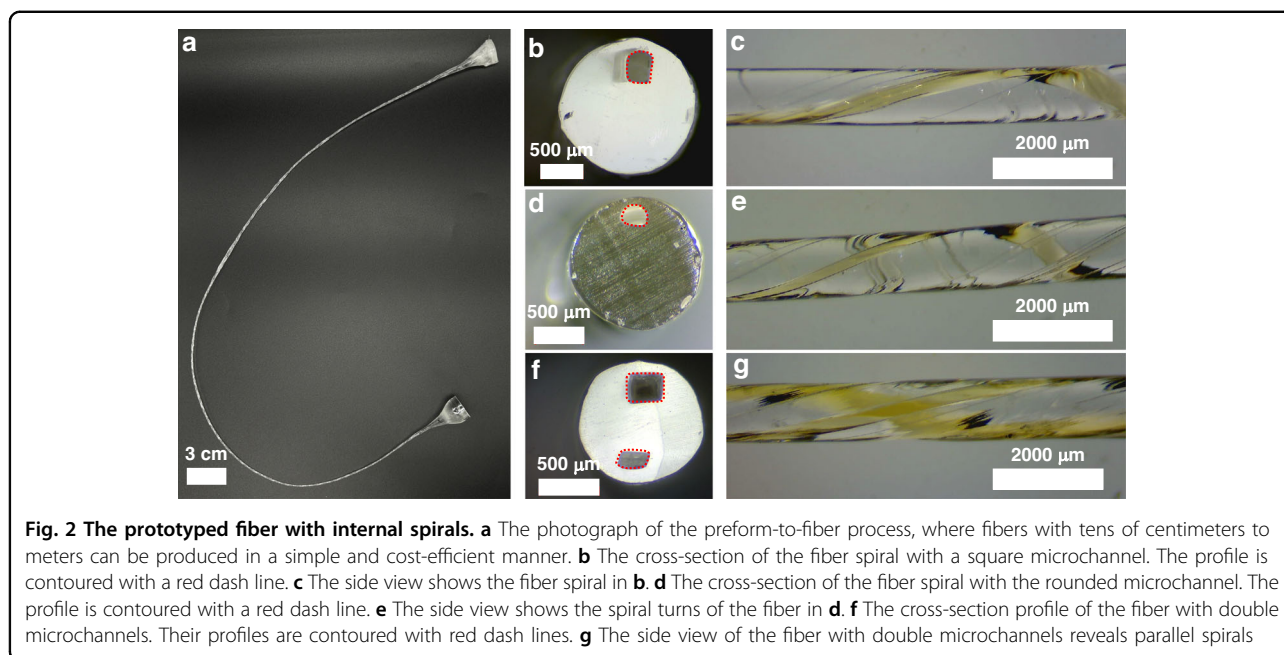 a
b
c
500 μm
2000 μm
d
e
500 μm
2000 μm
f
g
3 cm
500 μm
2000 μm
Fig. 2 The prototyped fiber with internal spirals. a The photograph of the preform-to-fiber process, where fibers with tens of centimeters to
meters can be produced in a simple and cost-efficient manner. b The cross-section of the fiber spiral with a square microchannel. The profile is
contoured with a red dash line. c The side view shows the fiber spiral in b. d The cross-section of the fiber spiral with the rounded microchannel. The
profile is contoured with a red dash line. e The side view shows the spiral turns of the fiber in d. f The cross-section profile of the fiber with double
microchannels. Their profiles are contoured with red dash lines. g The side view of the fiber with double microchannels reveals parallel spirals